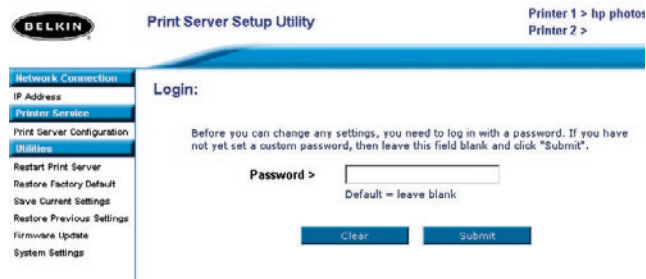 BELKIN
Print Server Setup Utility
Printer 1 > hp photos
Printer 2 >
Network Connection
IP Address
Printer Service
Print Server Configuration
Utilities
Restart Print Server
Restore Factory Default
Save Current Settings
Restore Previous Settings
Firmware Update
System Settings
Login:
Before you can change any settings, you need to log in with a password. If you have
not yet set a custom password, then leave this field blank and click "Submit".
Password >
Default = leave blank
Clear
Submit